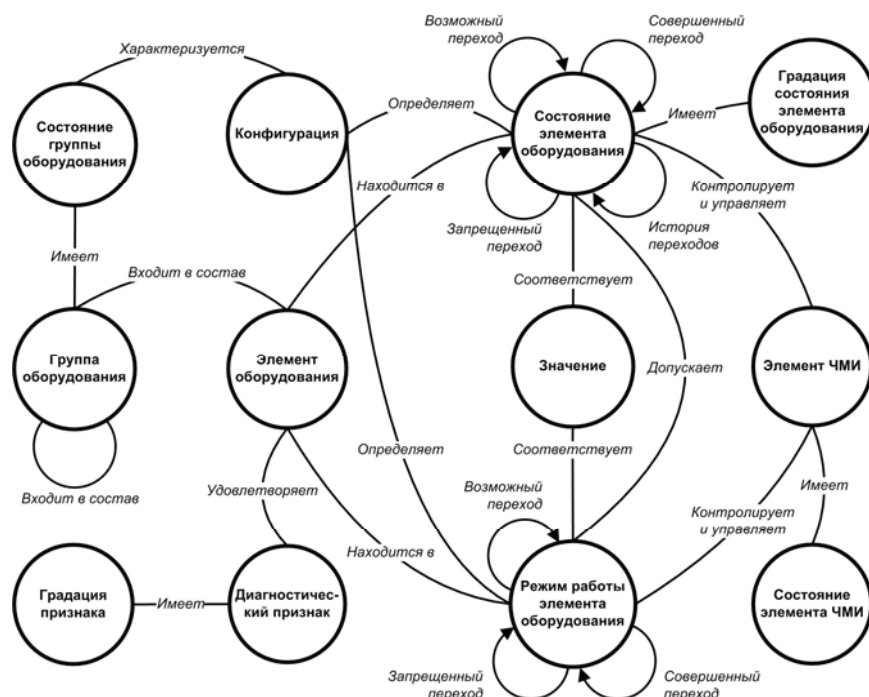 Характеризуется
Возможный
переход
Совершенный
переход
Состояние
группы
оборудования
Конфигурация
Определяет
Состояние
элемента
оборудования
Имеет
Градация
состояния
элемента
оборудования
Находится в
Запрещенный
переход
История
переходов
Контролирует
и управляет
Имеет
Входит в состав
Соответствует
Группа
оборудования
Элемент
оборудования
Значение
Допускает
Элемент ЧМИ
Входит в состав
Удовлетворяет
Определяет
Соответствует
Возможный
переход
Имеет
Контролирует
и управляет
Находится в
Градация
признака
Имеет
Диагностичес-
кий признак
Режим работы
элемента
оборудования
Состояние
элемента ЧМИ
Запрещенный
переход
Совершенный
переход